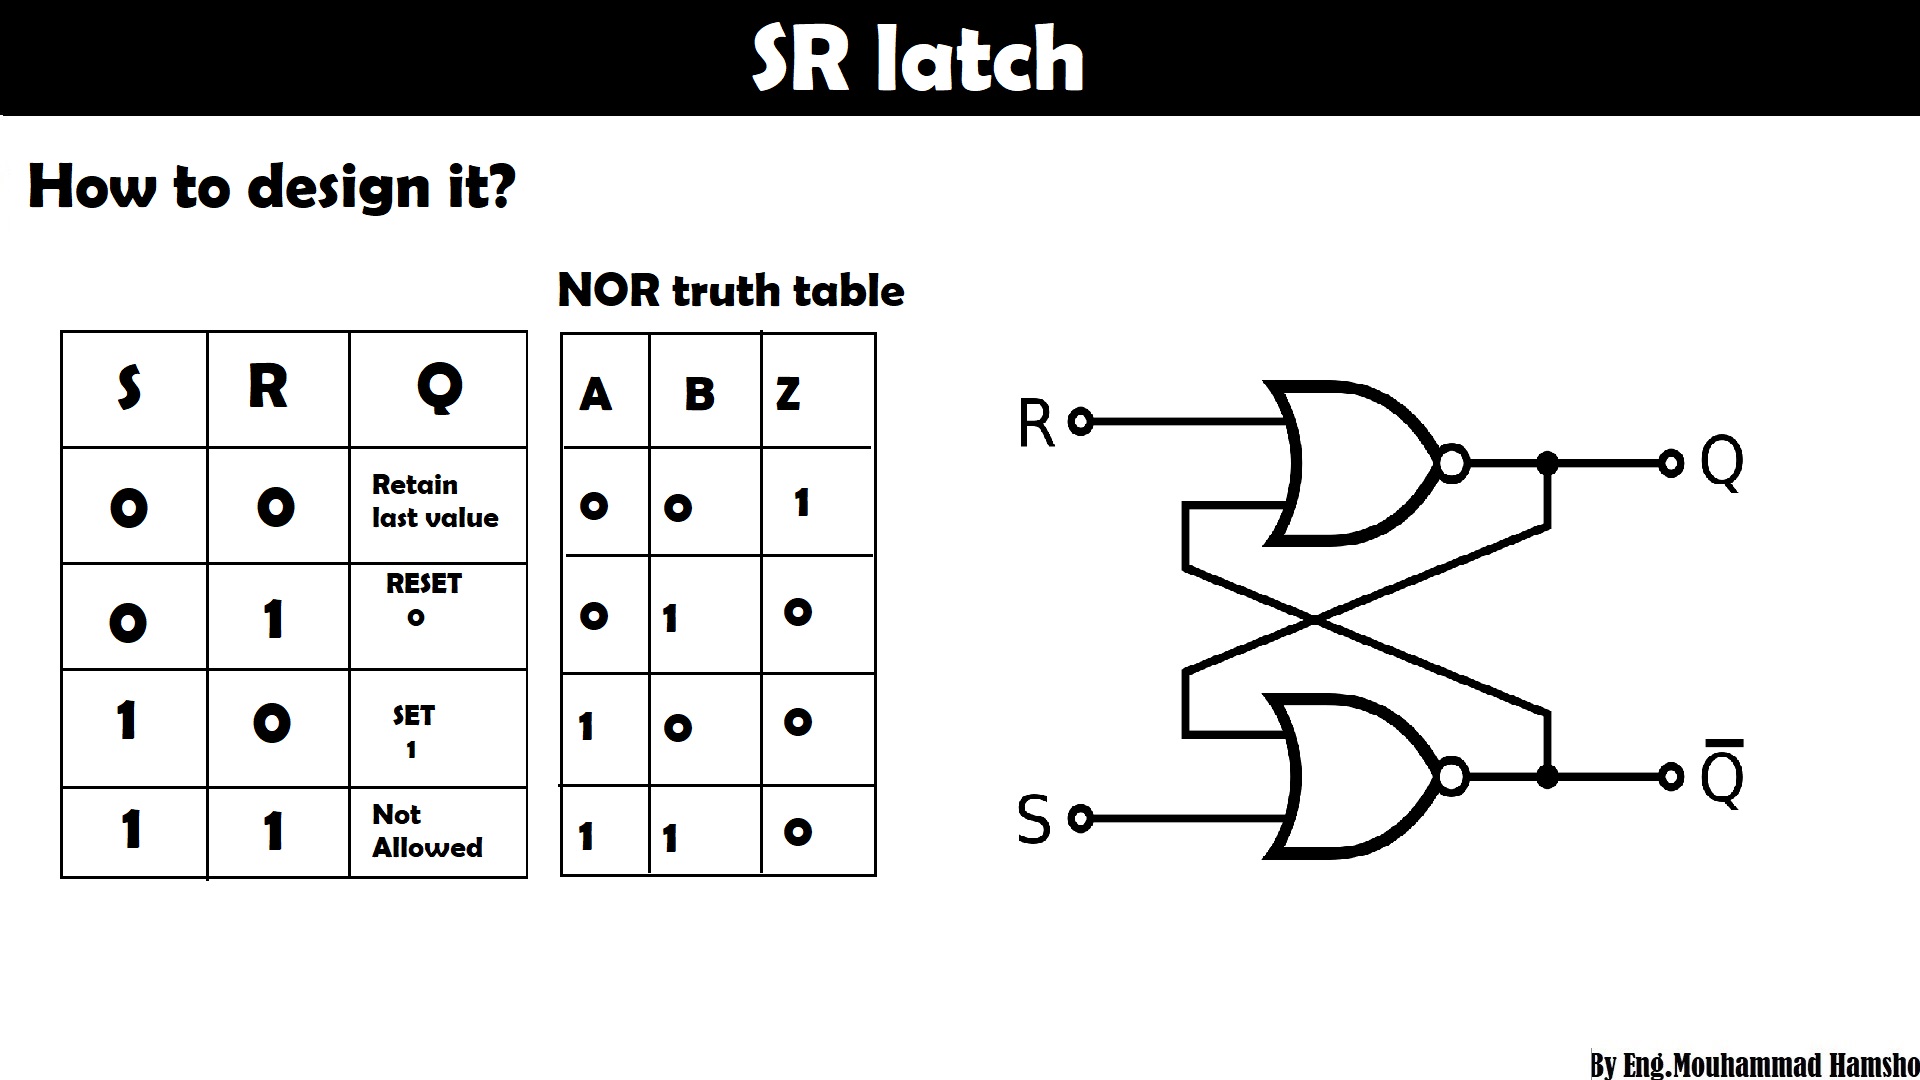 SR latch
How to design it?
NOR truth table
S R Q
0 0 Retain last value
0 1 RESET 0
1 0 SET 1
1 1 Not Allowed
A B Z
0 0 1
0 1 0
1 0 0
1 1 0
R
Q
S
Q̅
By Eng.Mouhammad Hamsho